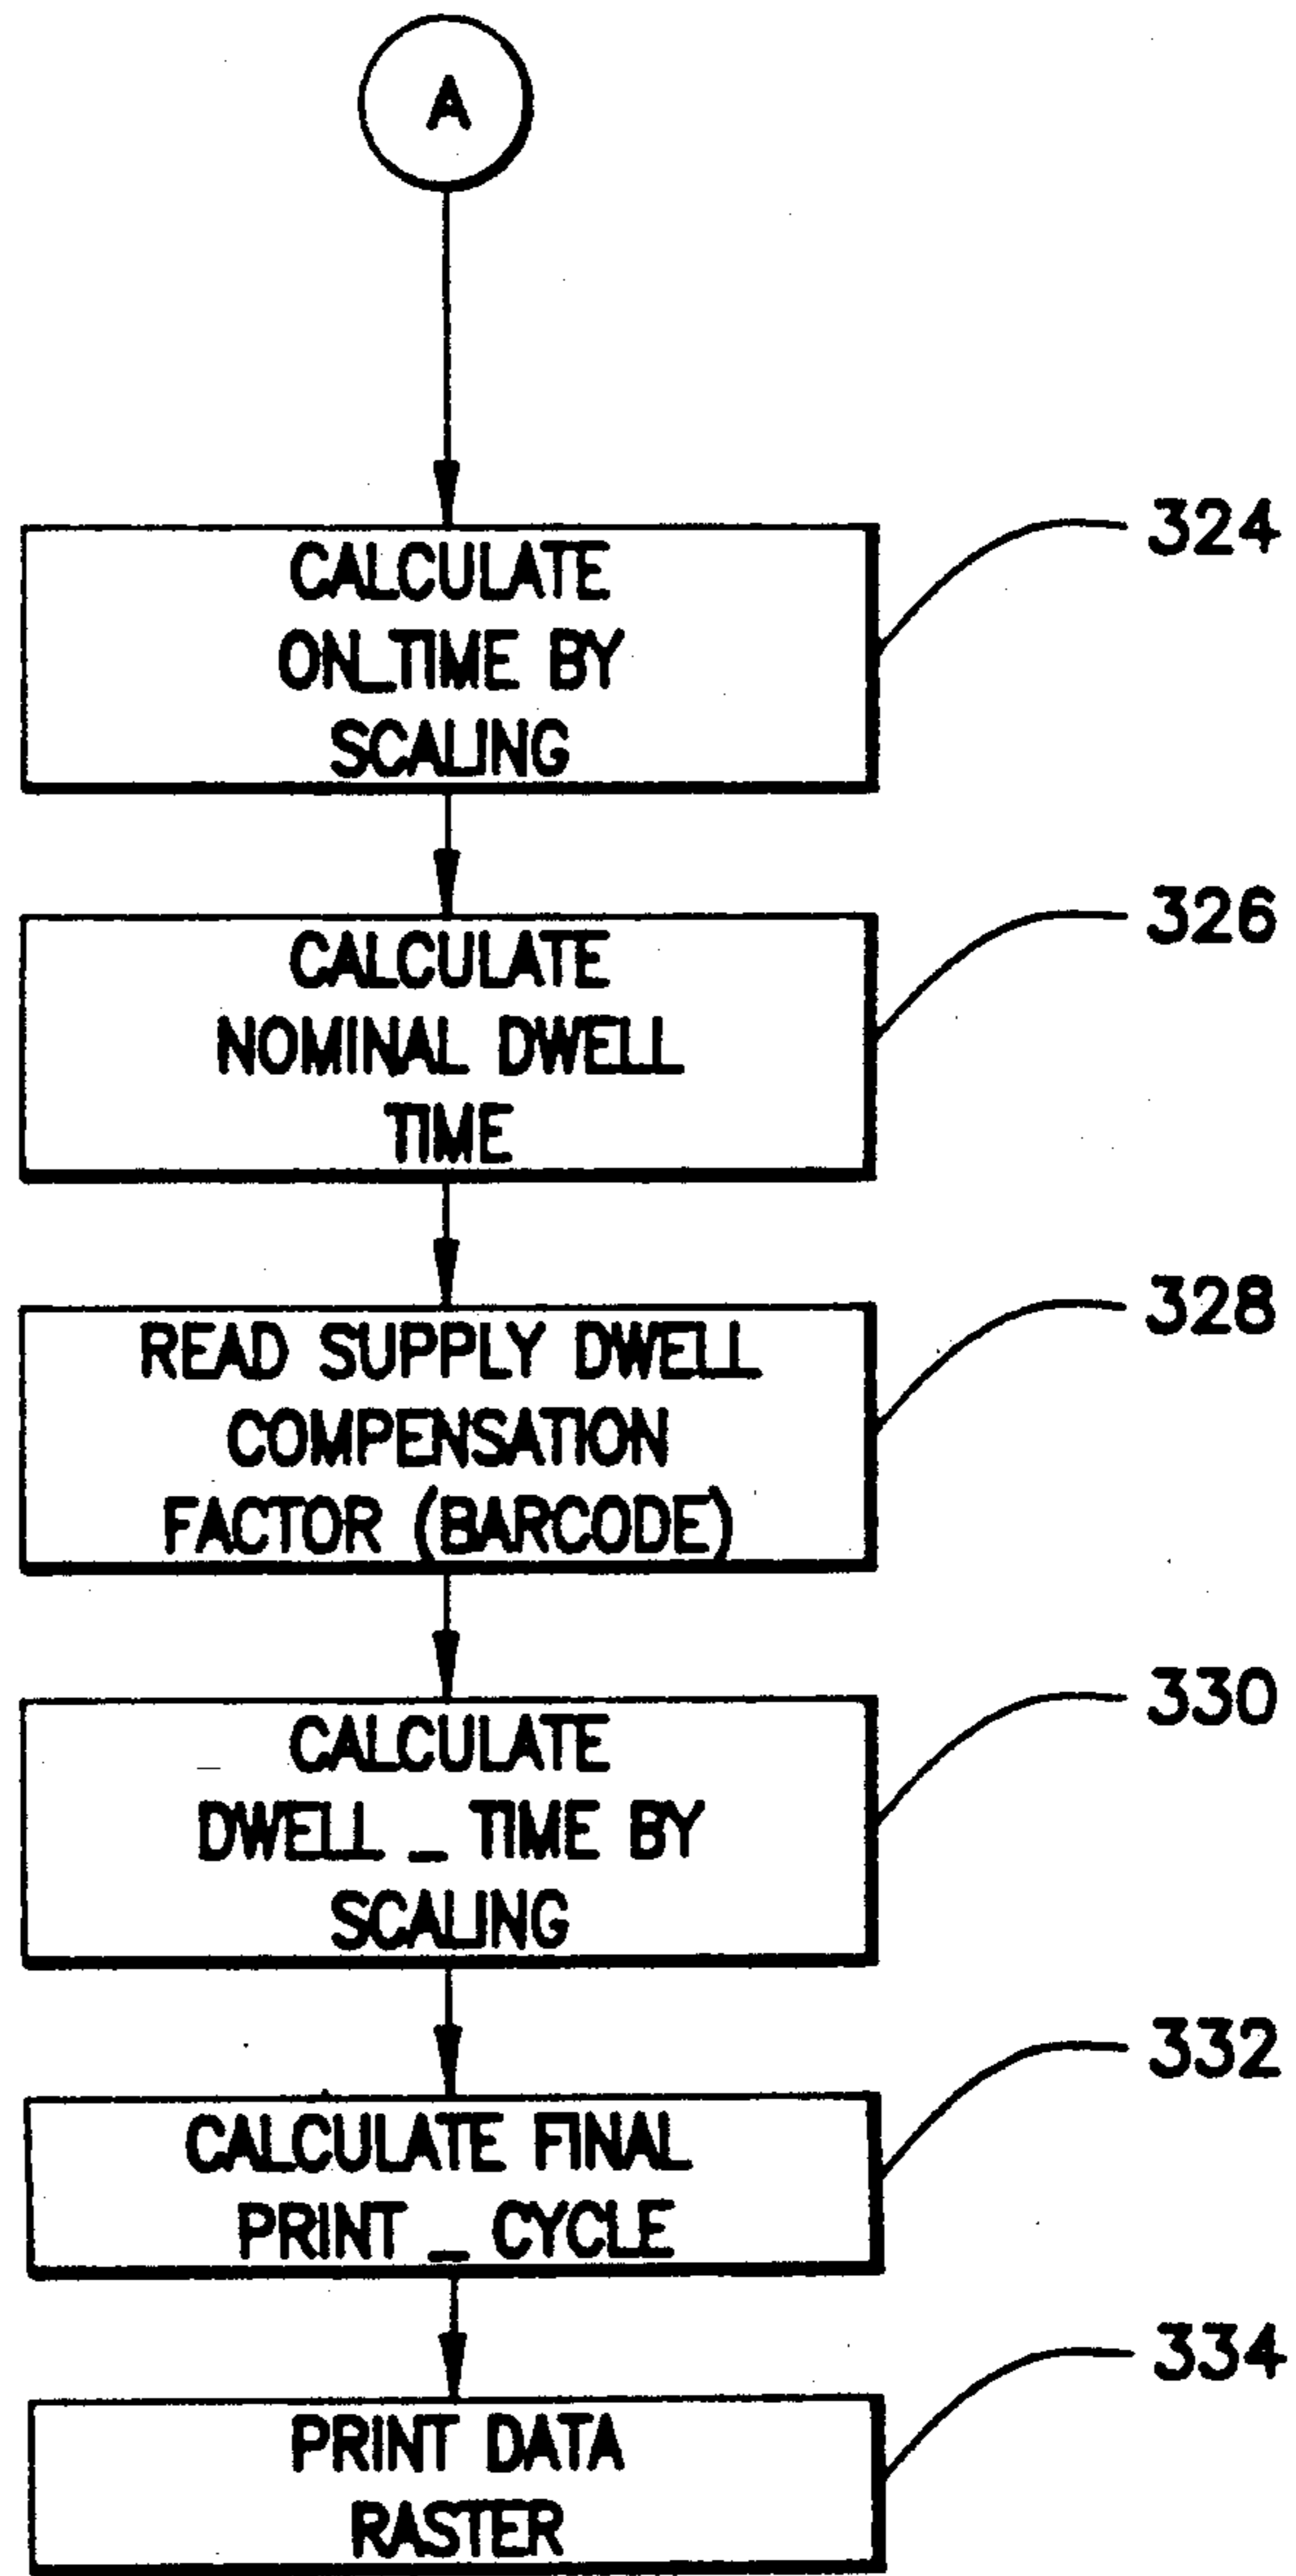 A
CALCULATE
ON_TIME BY
SCALING
324
CALCULATE
NOMINAL DWELL
TIME
326
READ SUPPLY DWELL
COMPENSATION
FACTOR (BARCODE)
328
CALCULATE
DWELL _ TIME BY
SCALING
330
CALCULATE FINAL
PRINT _ CYCLE
332
PRINT DATA
RASTER
334